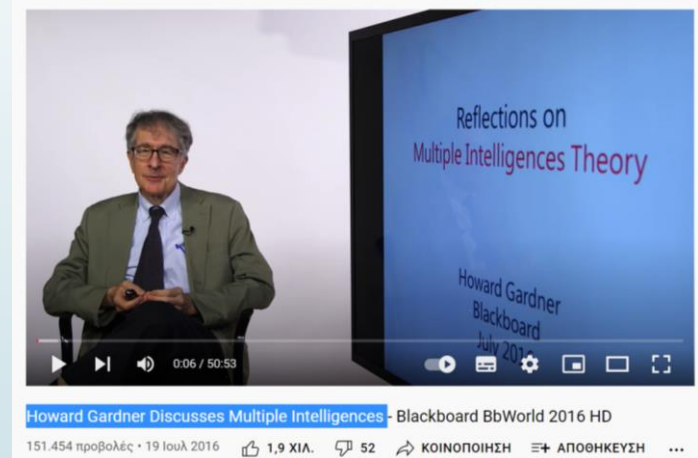 Reflections on
Multiple Intelligences Theory
Howard Gardner
Blackboard
July 2016
0:06 / 50:53
Howard Gardner Discusses Multiple Intelligences - Blackboard BbWorld 2016 HD
151.454 προβολές • 19 Ιουλ 2016 1,9 ΧΙΛ. 52 ΚΟΙΝΟΠΟΙΗΣΗ ΑΠΟΘΗΚΕΥΣΗ